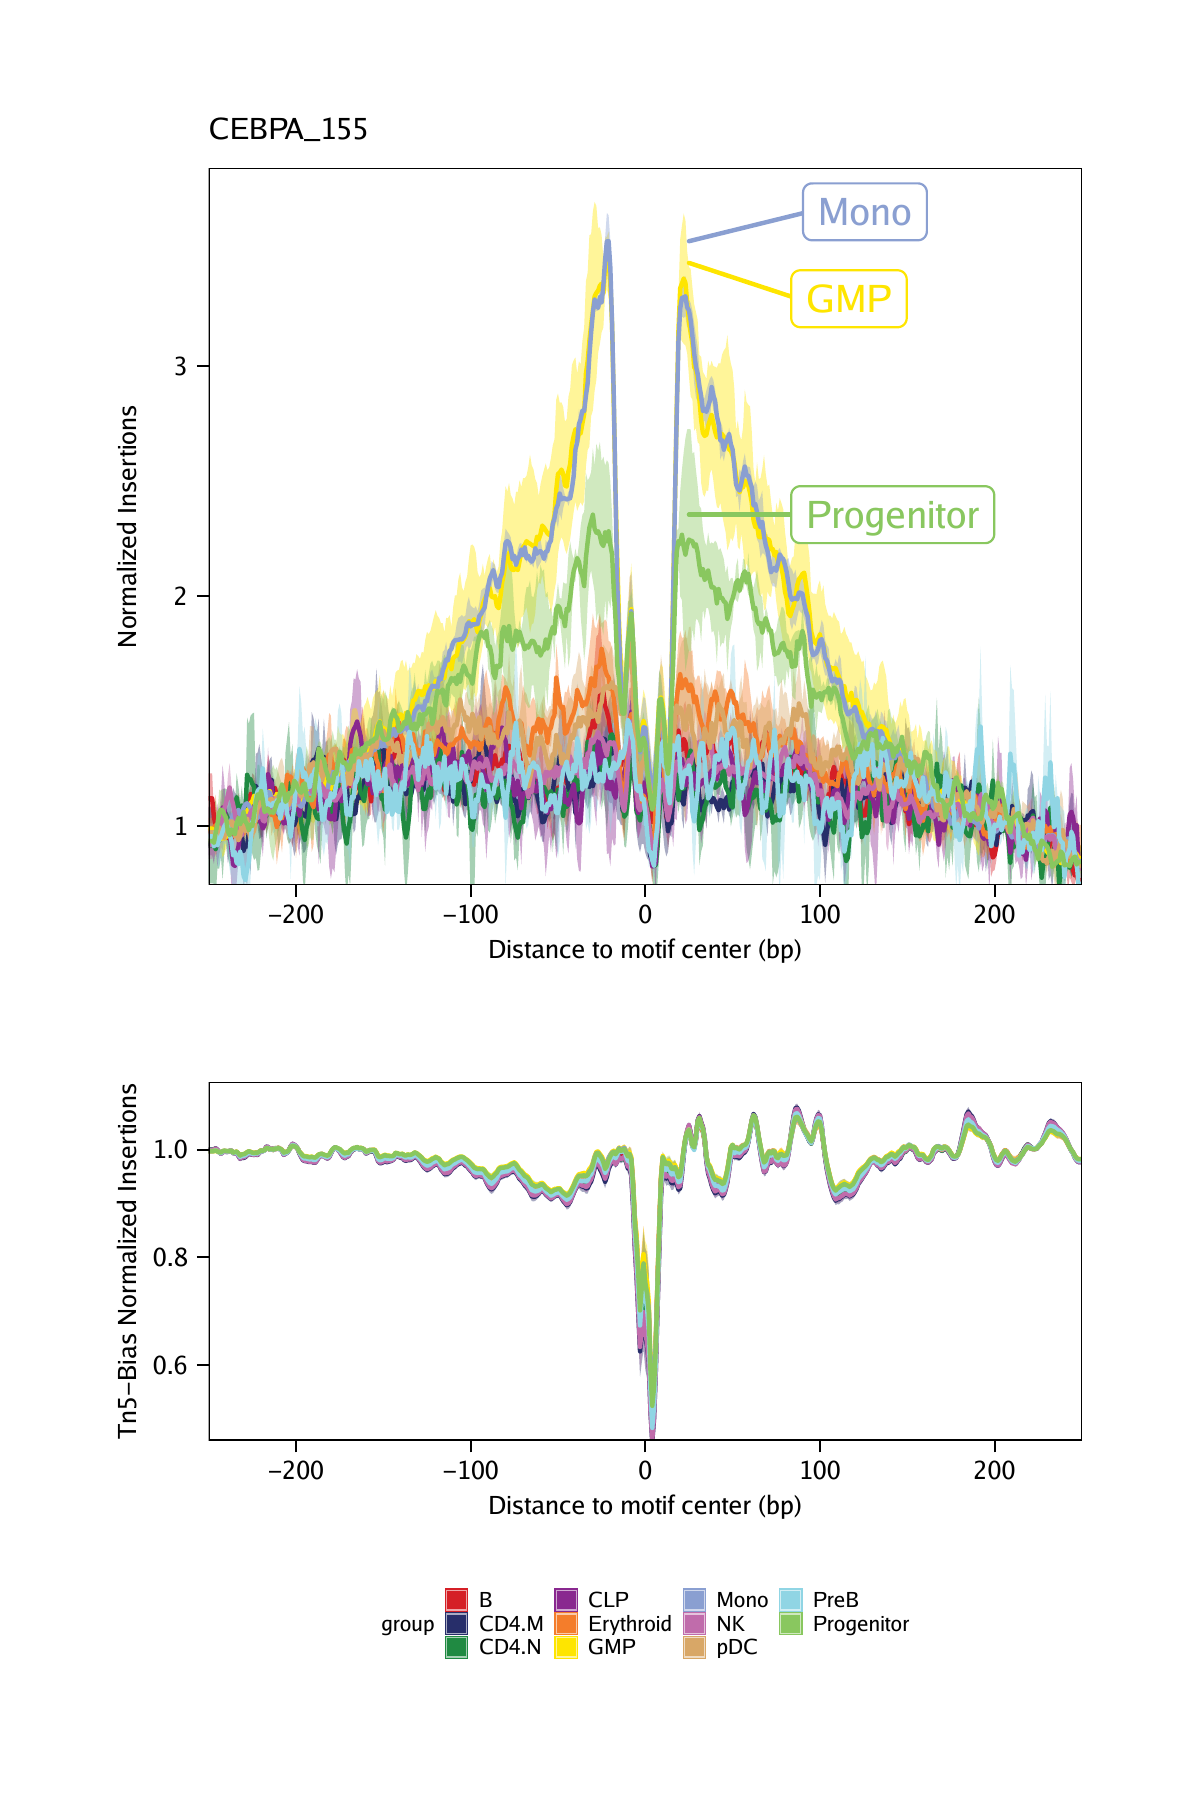 CEBPA_155
Mono
GMP
Progenitor
Normalized Insertions
3
2
1
−200 −100 0 100 200
Distance to motif center (bp)
Tn5−Bias Normalized Insertions
1.0
0.8
0.6
−200 −100 0 100 200
Distance to motif center (bp)
group
B CLP Mono PreB
CD4.M Erythroid NK Progenitor
CD4.N GMP pDC